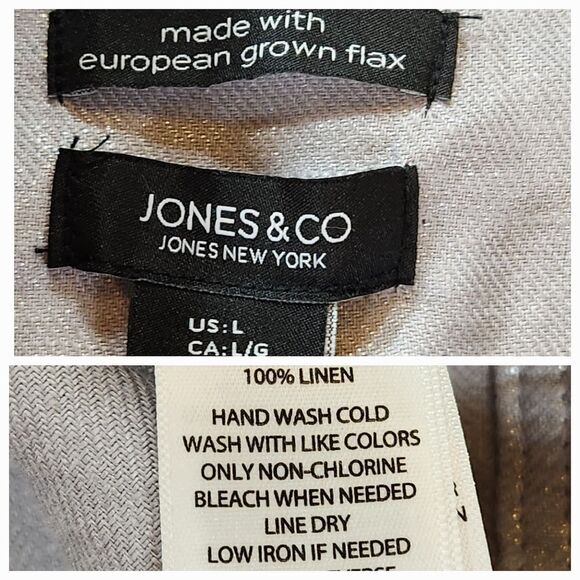 made with
european grown flax
JONES & CO
JONES NEW YORK
US: L
CA: L/G
100% LINEN
HAND WASH COLD
WASH WITH LIKE COLORS
ONLY NON-CHLORINE
BLEACH WHEN NEEDED
LINE DRY
LOW IRON IF NEEDED